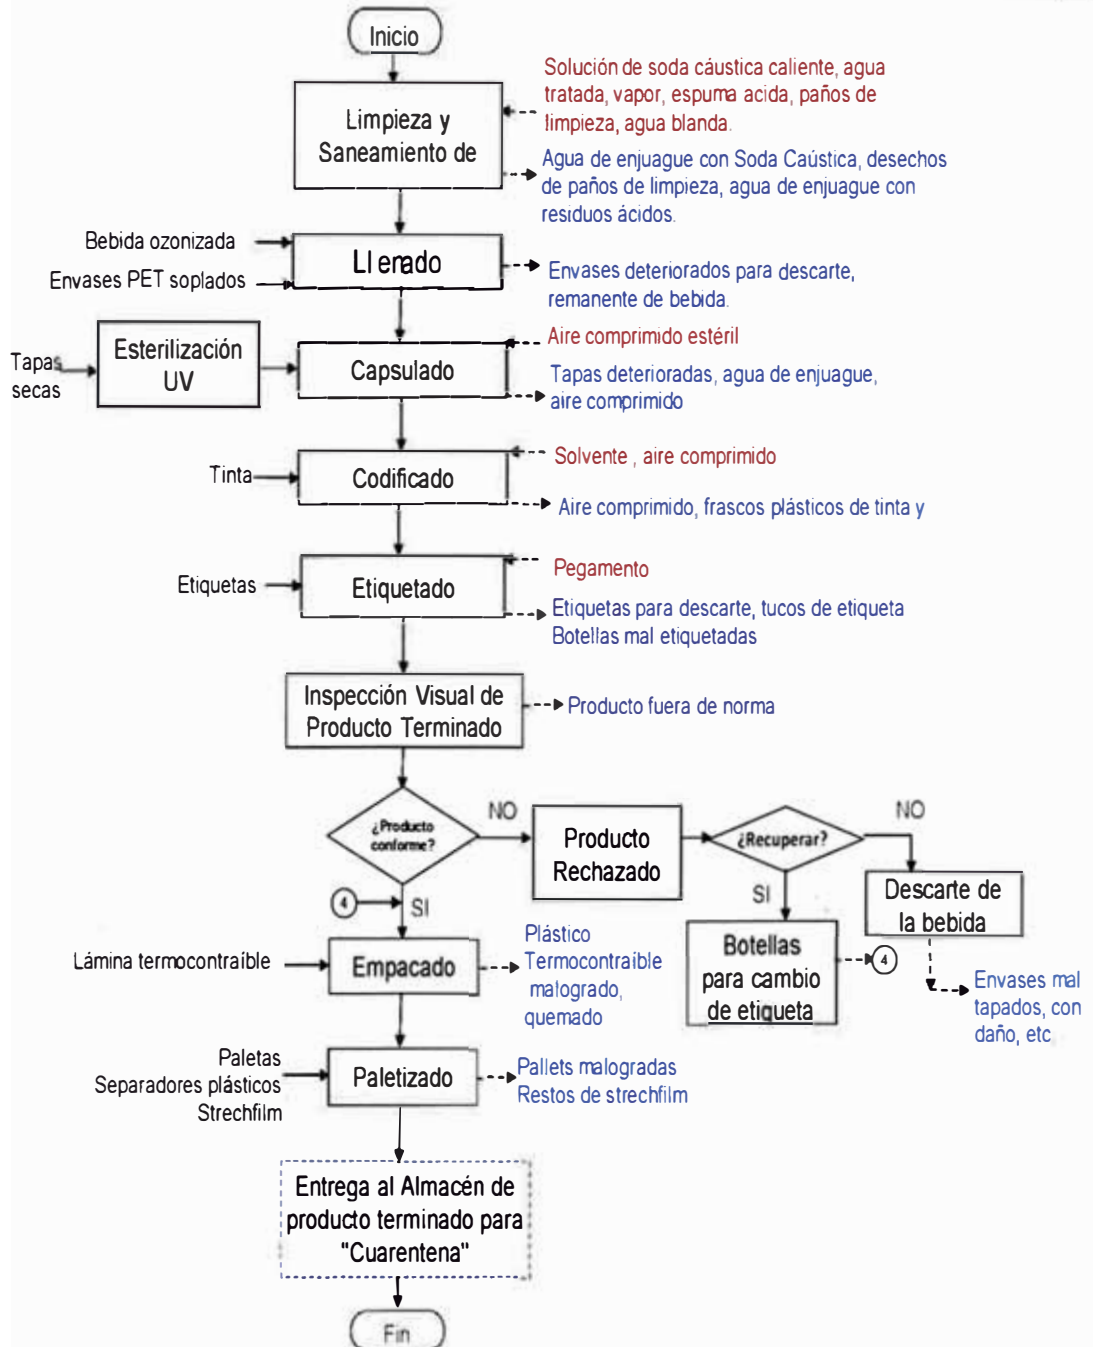 Inicio
Solución de soda cáustica caliente, agua
tratada, vapor, espuma acida, paños de
limpieza, agua blanda.
Limpieza y
Saneamiento de
Agua de enjuague con Soda Caústica, desechos
de paños de limpieza, agua de enjuague con
residuos ácidos.
Bebida ozonizada
Envases PET soplados
Llenado
Envases deteriorados para descarte,
remanente de bebida.
Tapas
secas
Esterilización
UV
Aire comprimido estéril
Capsulado
Tapas deterioradas, agua de enjuague,
aire comprimido
Tinta
Solvente , aire comprimido
Codificado
Aire comprimido, frascos plásticos de tinta y
Etiquetas
Pegamento
Etiquetado
Etiquetas para descarte, tucos de etiqueta
Botellas mal etiquetadas
Inspección Visual de
Producto Terminado
Producto fuera de norma
¿Producto
conforme?
NO
Producto
Rechazado
¿Recuperar?
NO
4
SI
SI
Descarte de
la bebida
Lámina termocontraíble
Empacado
Plástico
Termocontraíble
malogrado,
quemado
Botellas
para cambio
de etiqueta
4
Envases mal
tapados, con
daño, etc
Paletas
Separadores plásticos
Strechfilm
Paletizado
Pallets malogradas
Restos de strechfilm
Entrega al Almacén de
producto terminado para
"Cuarentena"
Fin